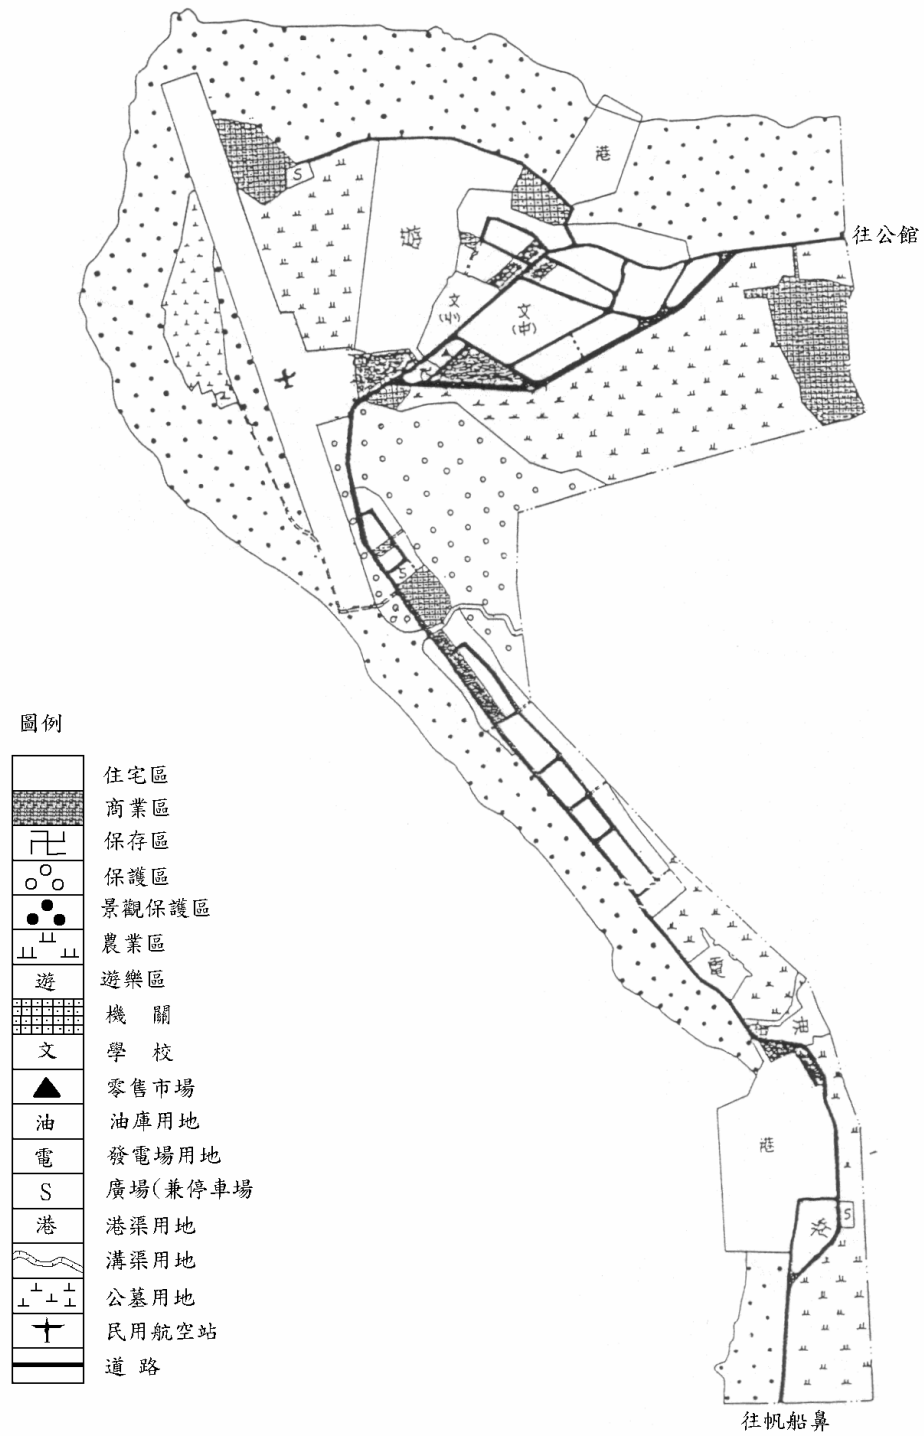 港
S
往公館
遊
文
(小)
文
(中)
S
圖例
住宅區
商業區
卍 保存區
保護區
景觀保護區
農業區
遊 遊樂區
機 關
文 學 校
零售市場
油 油庫用地
電 發電場用地
S 廣場(兼停車場
港 港渠用地
溝渠用地
公墓用地
民用航空站
道 路
電
港
S
往帆船鼻